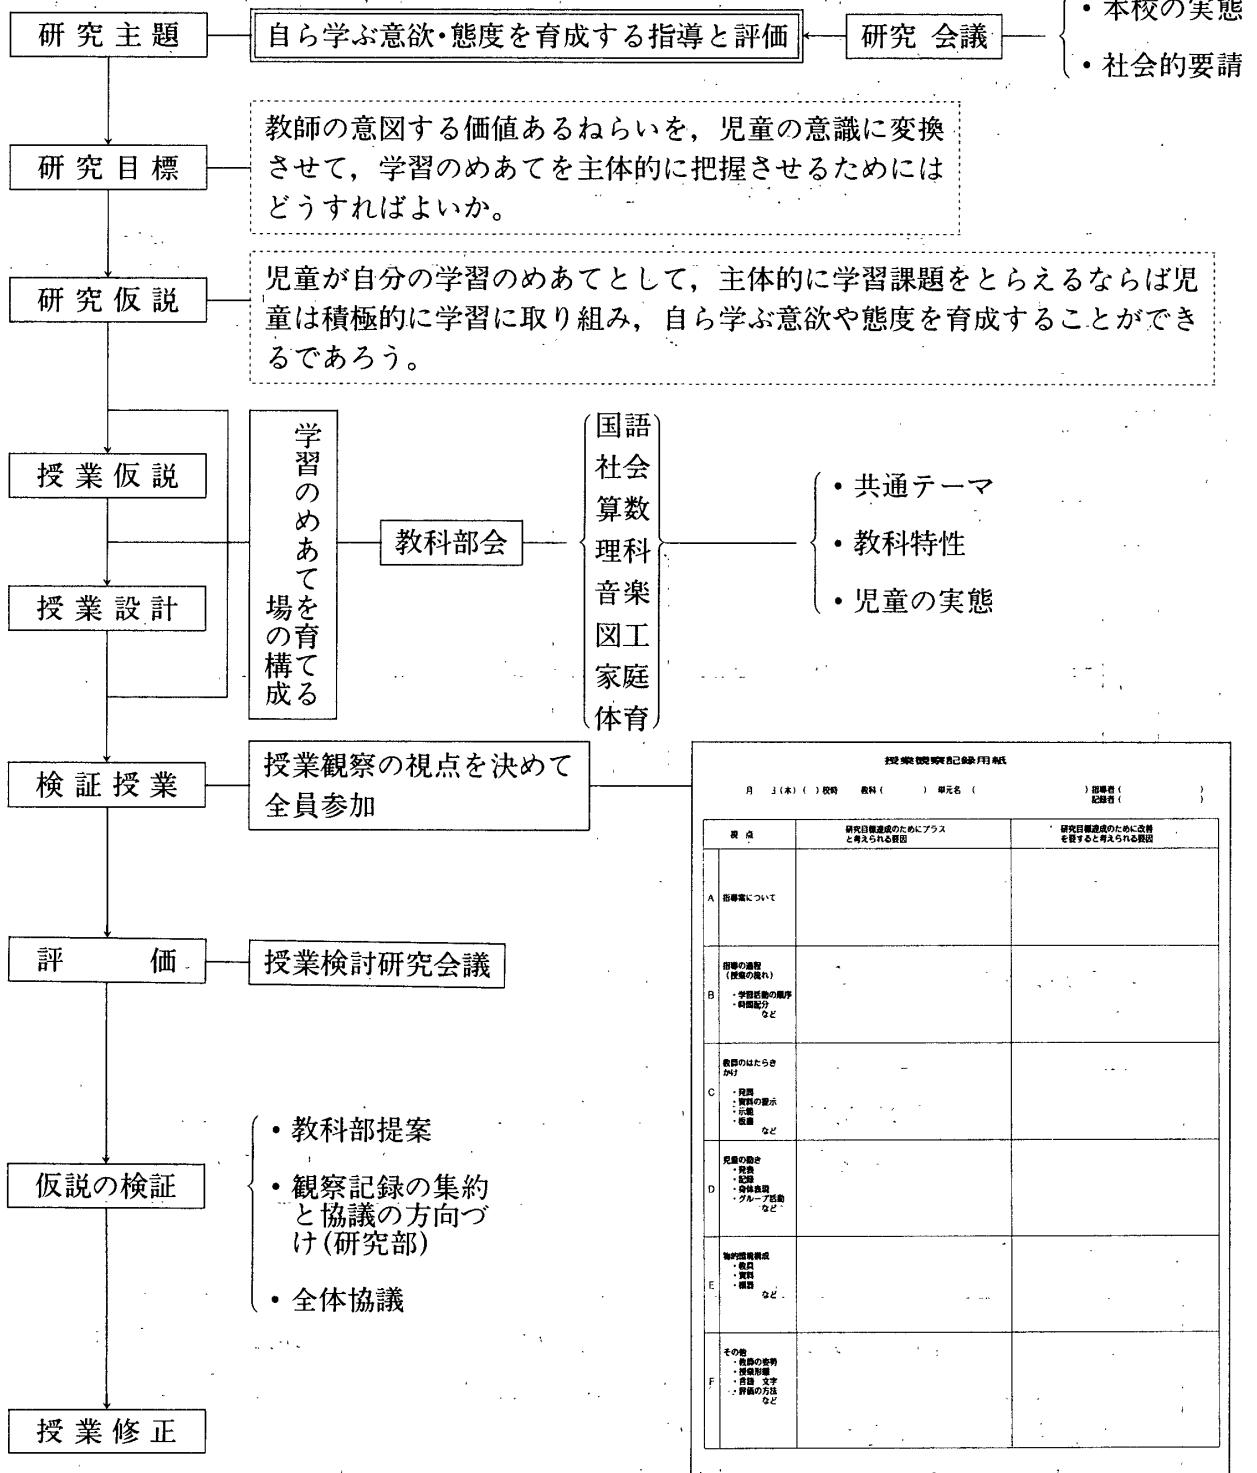 ・本校の実態
研究主題
自ら学ぶ意欲・態度を育成する指導と評価
研究 会議
・社会的要請
研究目標
教師の意図する価値あるねらいを，児童の意識に変換
させて，学習のめあてを主体的に把握させるためには
どうすればよいか。
研究仮説
児童が自分の学習のめあてとして，主体的に学習課題をとらえるならば児
童は積極的に学習に取り組み，自ら学ぶ意欲や態度を育成することができ
るであろう。
授業仮説
授業設計
学習のめあてを育てる
場の構成
教科部会
国語
社会
算数
理科
音楽
図工
家庭
体育
・共通テーマ
・教科特性
・児童の実態
検証授業
授業観察の視点を決めて
全員参加
評価
授業検討研究会議
仮説の検証
・教科部提案
・観察記録の集約
と協議の方向づ
け(研究部)
・全体協議
授業修正
授業観察記録用紙
月 (木) ( )校時 教科( ) 単元名( ) 指導者( )
記録者( )
視点
研究目標達成のためにプラス
と考えられる要因
研究目標達成のために改善
を要すると考えられる要因
A 指導案について
B
指導の過程
(授業の流れ)
・学習活動の順序
・時間配分
など
C
教師のはたらき
かけ
・発問
・資料の提示
・示範
・板書
など
D
児童の動き
・発表
・記録
・身体表現
・グループ活動
など
E
物的環境構成
・教具
・資料
・機器
など
F
その他
・教師の姿勢
・授業形態
・言語 文字
・評価の方法
など